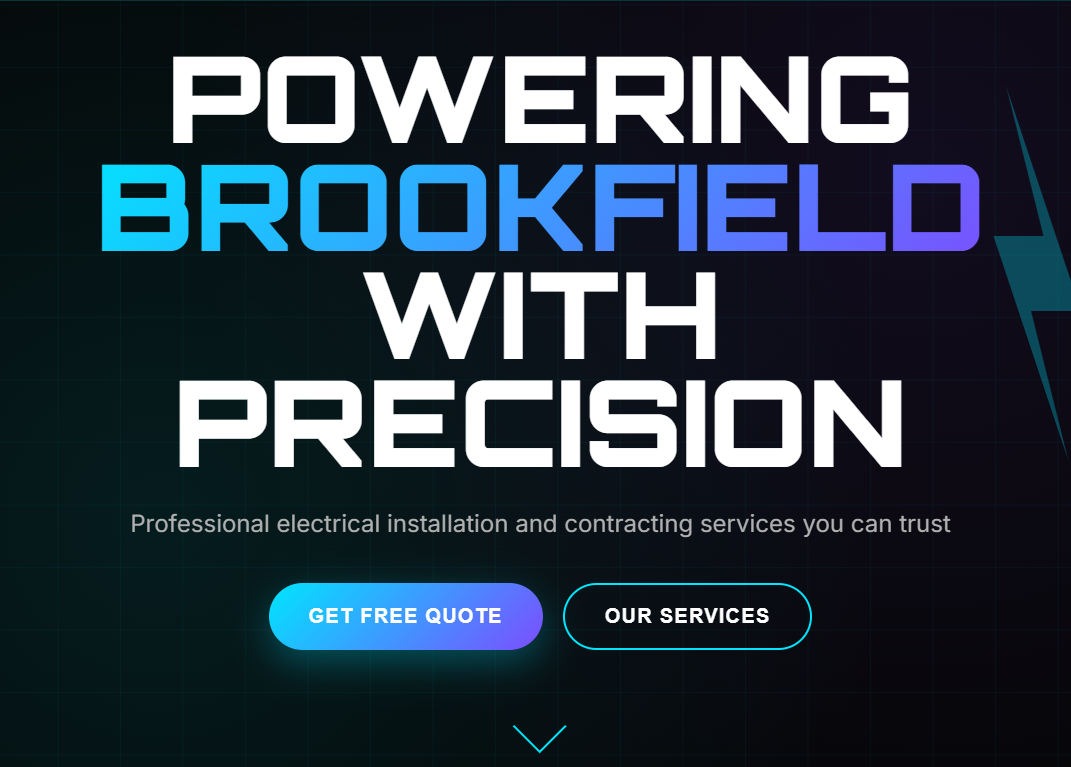 POWERING
BROOKFIELD
WITH
PRECISION
Professional electrical installation and contracting services you can trust
GET FREE QUOTE
OUR SERVICES